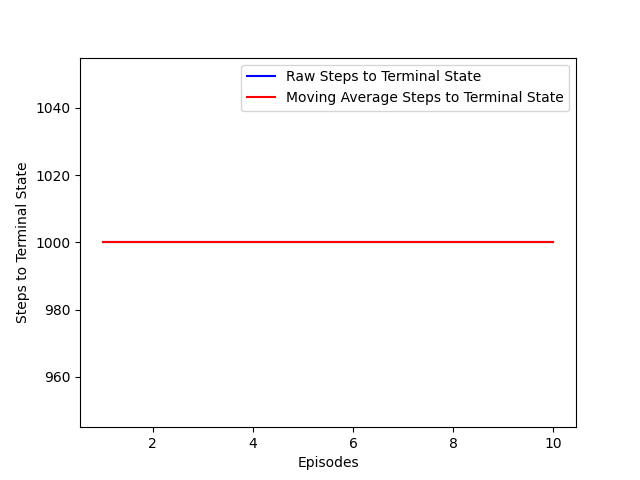 Raw Steps to Terminal State
Moving Average Steps to Terminal State
1040
1020
1000
980
960
Steps to Terminal State
2 4 6 8 10
Episodes